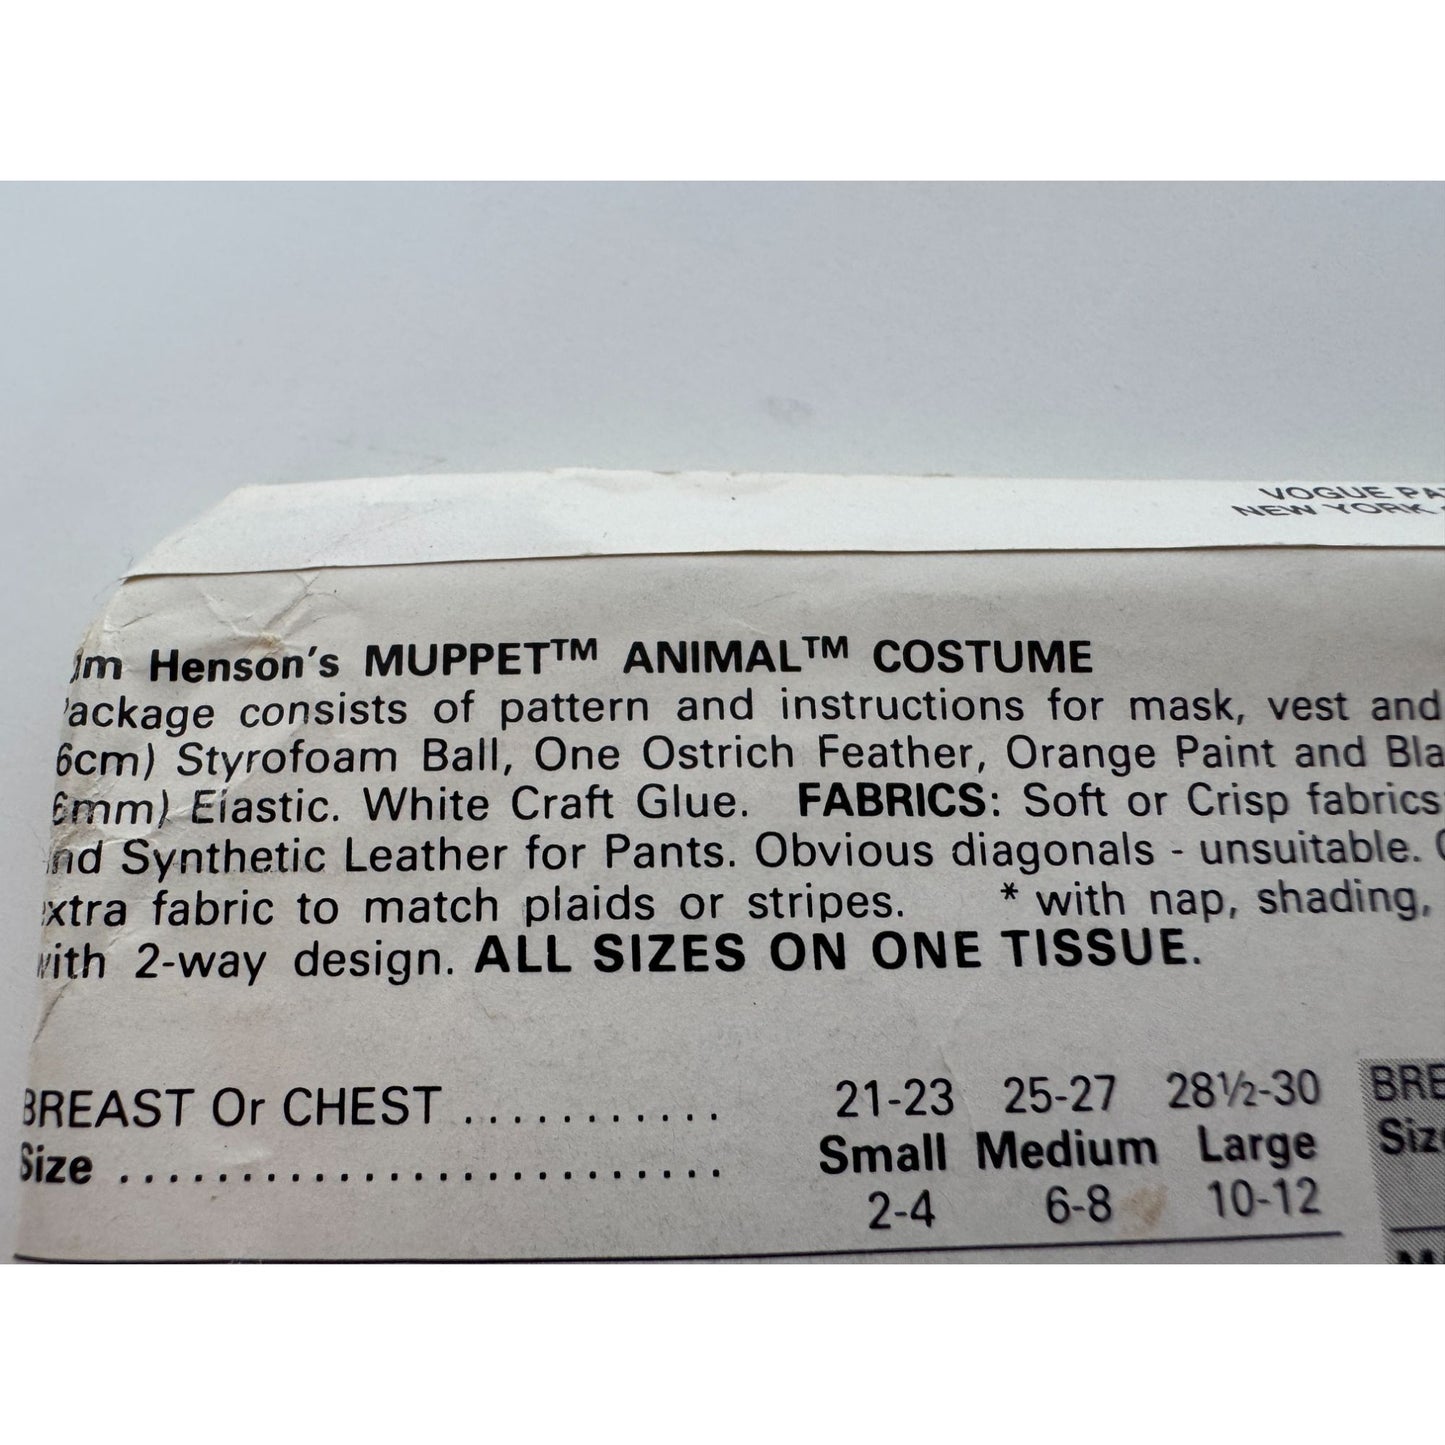 VOGUE PA
NEW YORK
Jim Henson's MUPPET™ ANIMAL™ COSTUME
Package consists of pattern and instructions for mask, vest and
6cm) Styrofoam Ball, One Ostrich Feather, Orange Paint and Bla
6mm) Elastic. White Craft Glue. FABRICS: Soft or Crisp fabrics
nd Synthetic Leather for Pants. Obvious diagonals - unsuitable.
xtra fabric to match plaids or stripes. * with nap, shading,
with 2-way design. ALL SIZES ON ONE TISSUE.
BREAST Or CHEST ........... 21-23 25-27 28½-30 BRE
Size ......................... Small Medium Large Siz
2-4 6-8 10-12